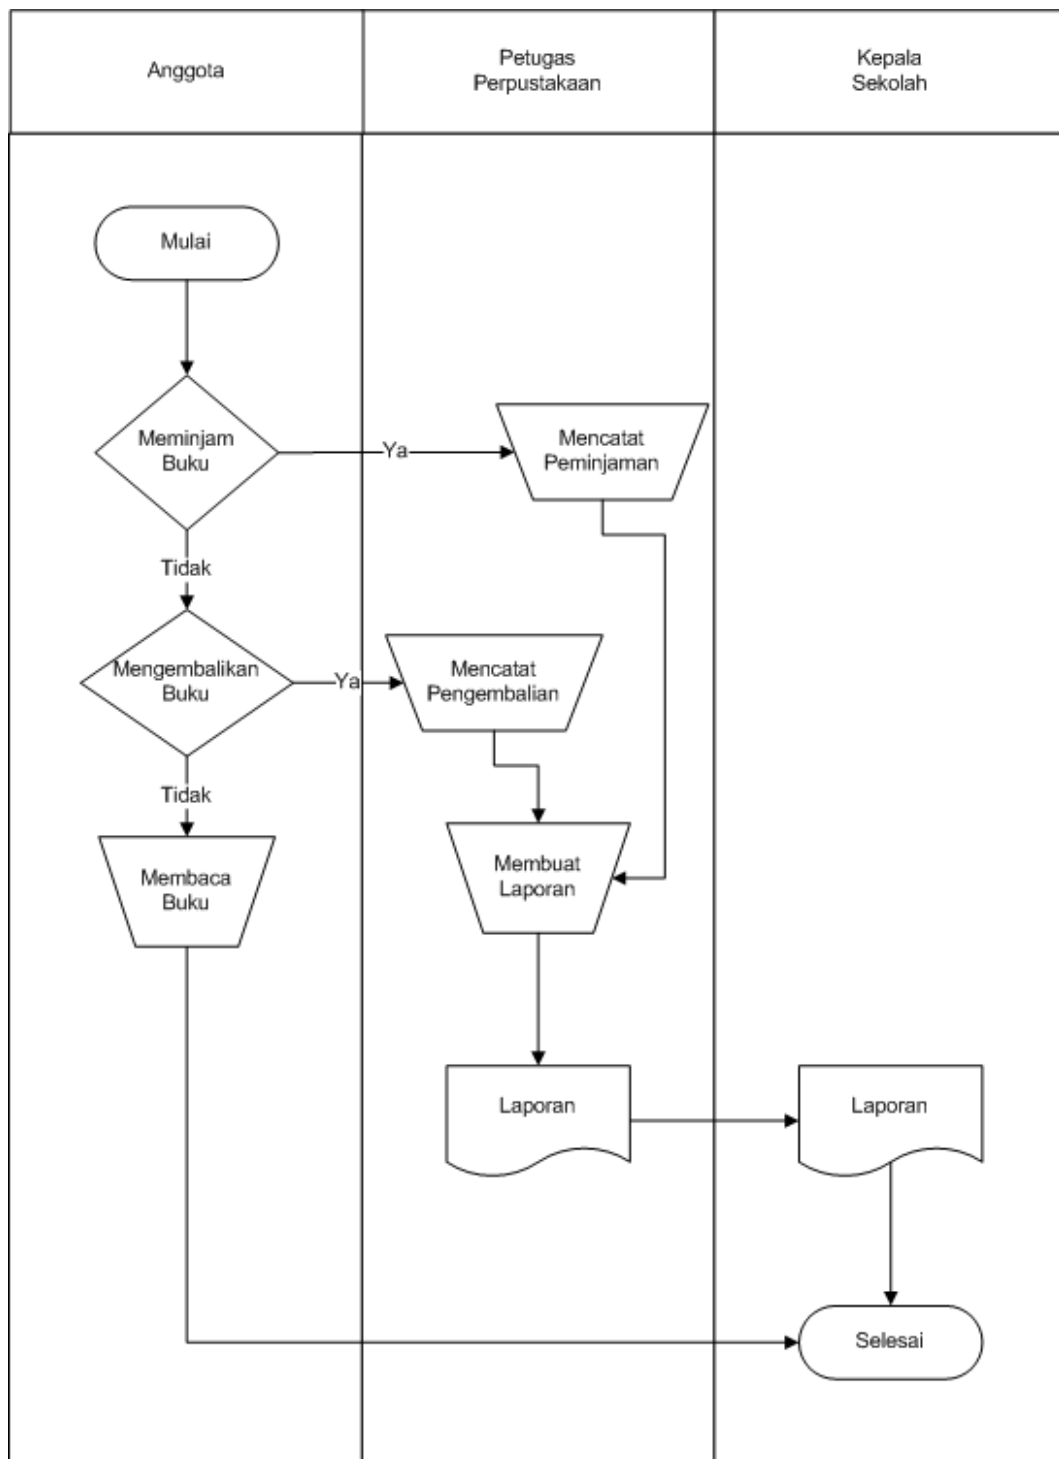 Anggota
Petugas
Perpustakaan
Kepala
Sekolah
Mulai
Meminjam
Buku
Ya
Mencatat
Peminjaman
Tidak
Mengembalikan
Buku
Ya
Mencatat
Pengembalian
Tidak
Membaca
Buku
Membuat
Laporan
Laporan
Laporan
Selesai